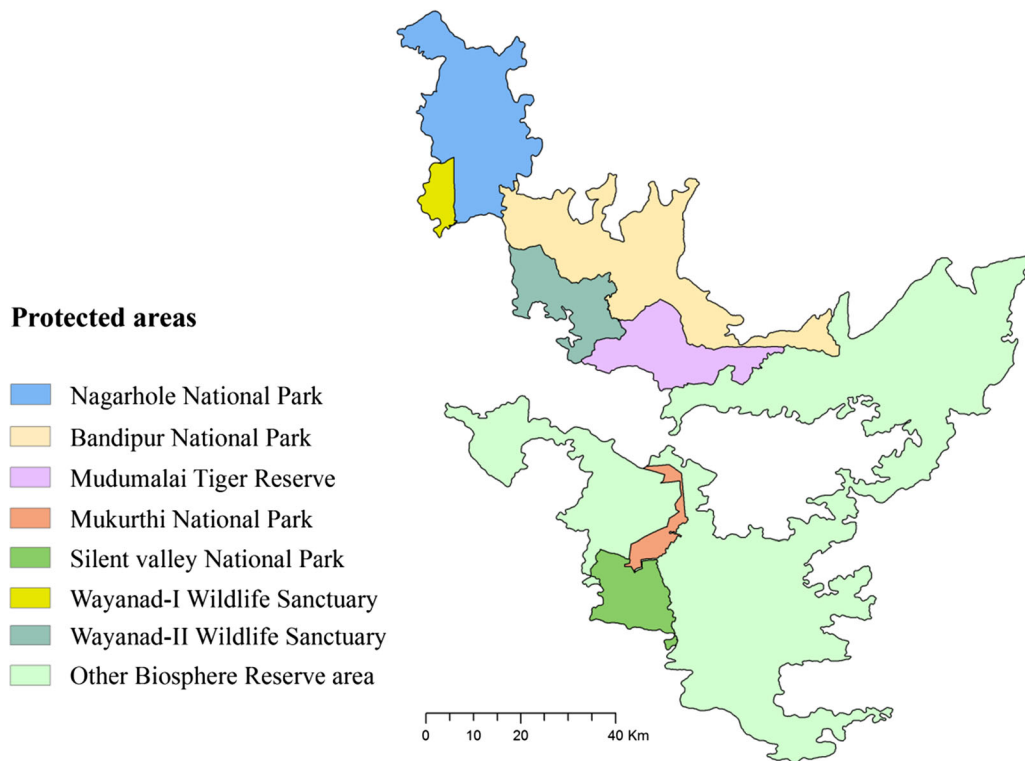 Protected areas
Nagarhole National Park
Bandipur National Park
Mudumalai Tiger Reserve
Mukurthi National Park
Silent valley National Park
Wayanad-I Wildlife Sanctuary
Wayanad-II Wildlife Sanctuary
Other Biosphere Reserve area
0 10 20 40 Km